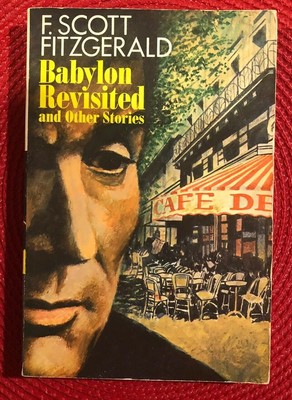 F. SCOTT
FITZGERALD
Babylon
Revisited
and Other Stories
CAFE DE